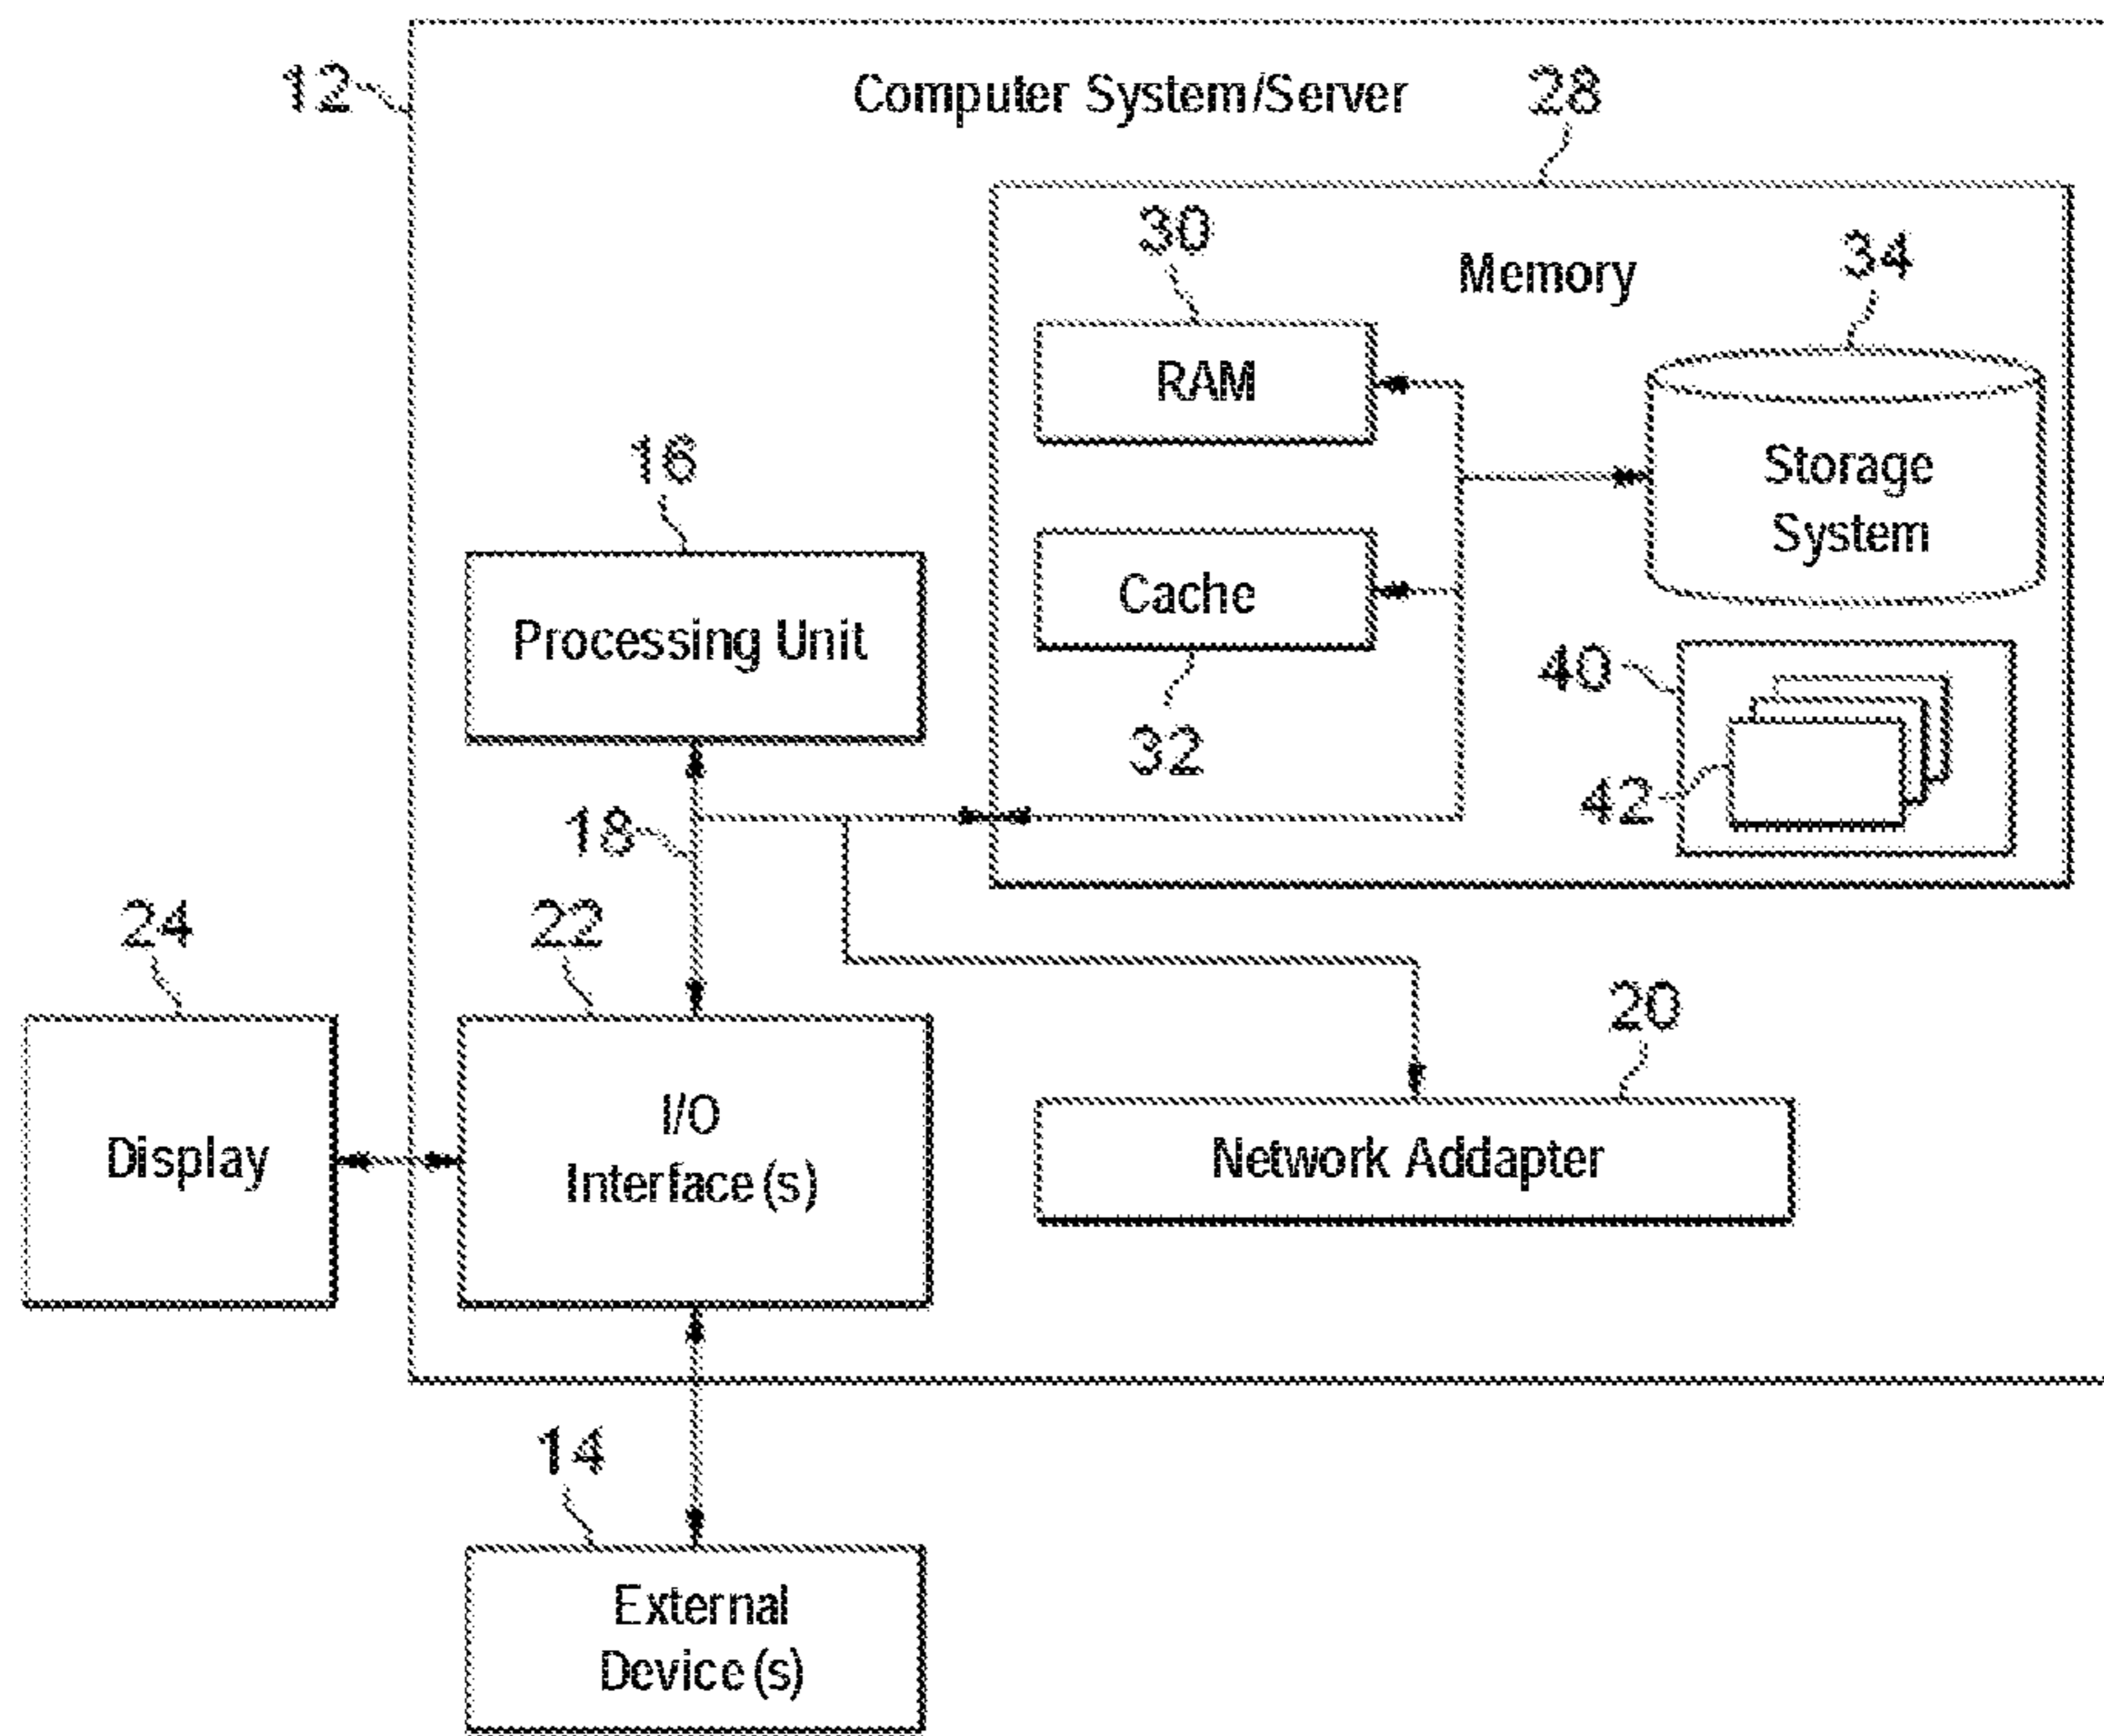 12
Computer System/Server
28
30
Memory
34
RAM
16
Storage
System
Cache
Processing Unit
40
32
42
18
24
22
20
I/O
Interface(s)
Display
Network Addapter
14
External
Device(s)